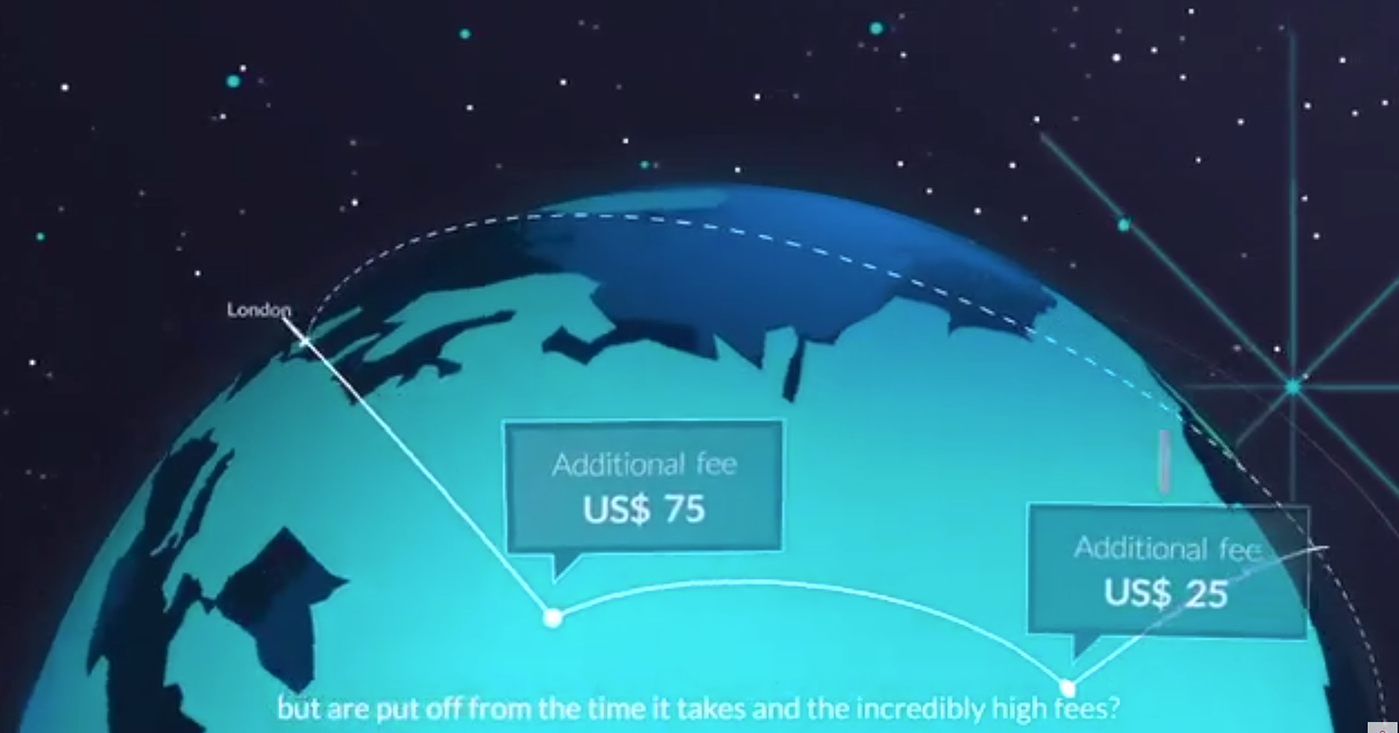 London
Additional fee
US$ 75
Additional fee
US$ 25
but are put off from the time it takes and the incredibly high fees?